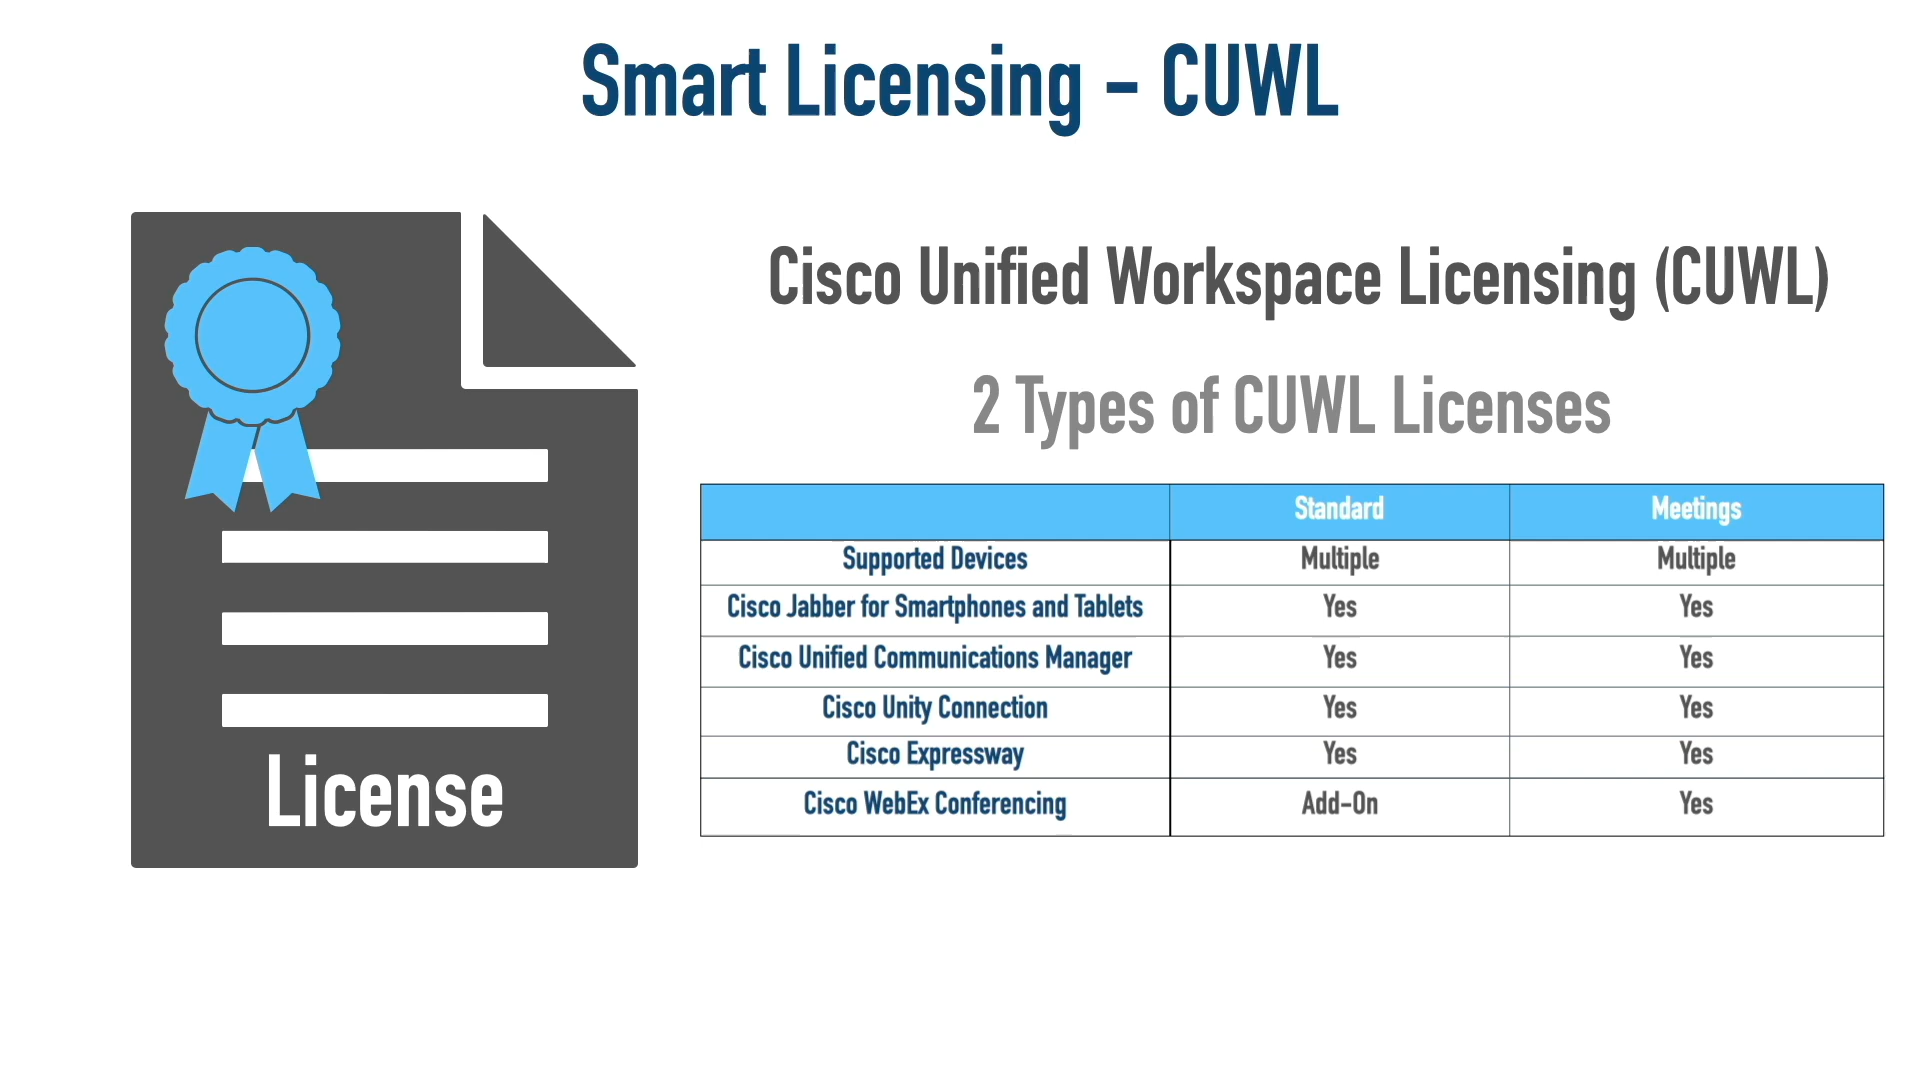 Smart Licensing - CUWL
License
Cisco Unified Workspace Licensing (CUWL)
2 Types of CUWL Licenses
Standard Meetings
Supported Devices Multiple Multiple
Cisco Jabber for Smartphones and Tablets Yes Yes
Cisco Unified Communications Manager Yes Yes
Cisco Unity Connection Yes Yes
Cisco Expressway Yes Yes
Cisco WebEx Conferencing Add-On Yes